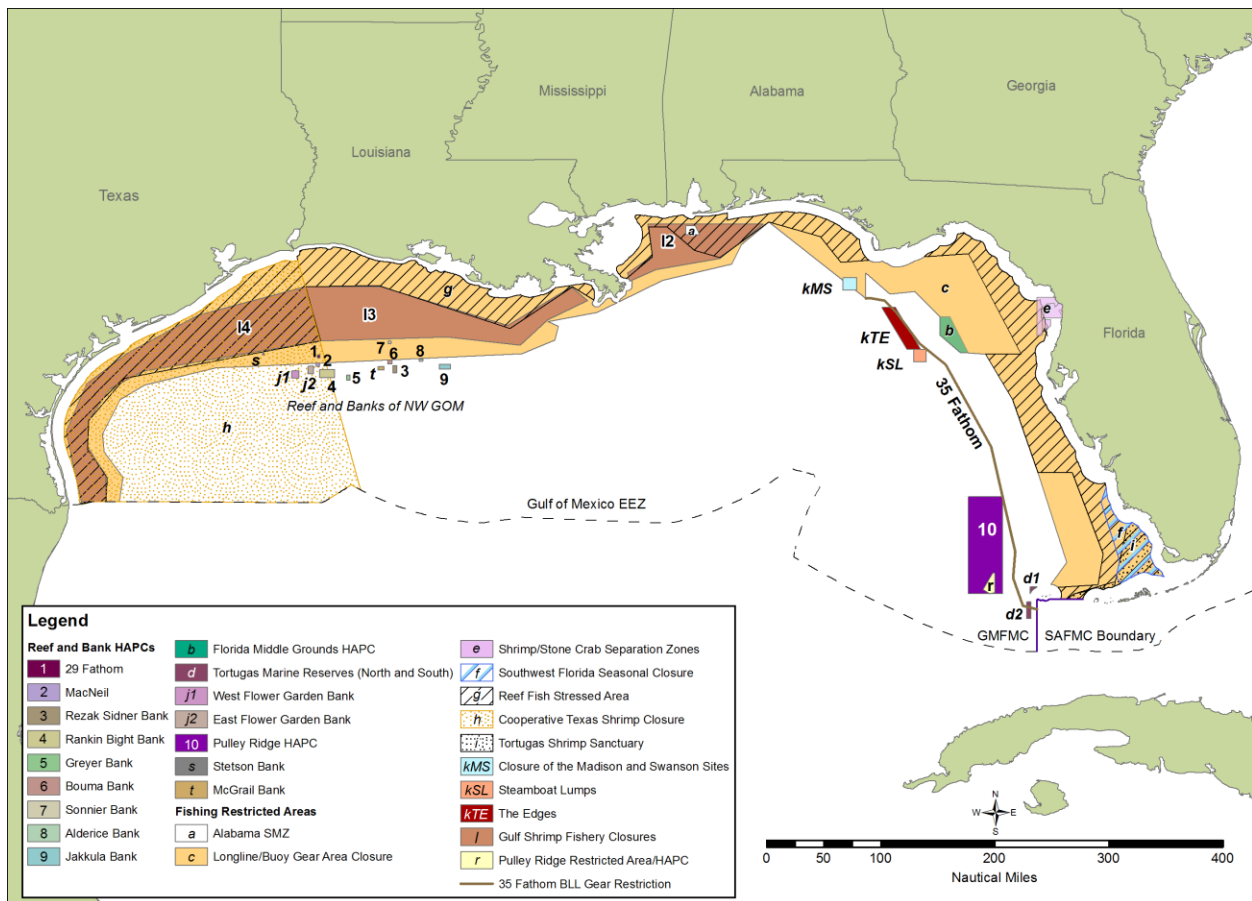 Georgia
Mississippi
Alabama
Louisiana
Texas
a
l2
g
kMS
c
e
Florida
l3
l4
b
kTE
kSL
7
1
6
8
s
2
j1
j2
4
5
t
3
9
Reef and Banks of NW GOM
35 Fathom
h
Gulf of Mexico EEZ
10
f
i
r
d1
d2
GMFMC
SAFMC Boundary
Legend
Reef and Bank HAPCs
1 29 Fathom
2 MacNeil
3 Rezak Sidner Bank
4 Rankin Bight Bank
5 Greyer Bank
6 Bouma Bank
7 Sonnier Bank
8 Alderice Bank
9 Jakkula Bank
b Florida Middle Grounds HAPC
d Tortugas Marine Reserves (North and South)
j1 West Flower Garden Bank
j2 East Flower Garden Bank
10 Pulley Ridge HAPC
s Stetson Bank
t McGrail Bank
Fishing Restricted Areas
a Alabama SMZ
c Longline/Buoy Gear Area Closure
e Shrimp/Stone Crab Separation Zones
f Southwest Florida Seasonal Closure
g Reef Fish Stressed Area
h Cooperative Texas Shrimp Closure
i Tortugas Shrimp Sanctuary
kMS Closure of the Madison and Swanson Sites
kSL Steamboat Lumps
kTE The Edges
l Gulf Shrimp Fishery Closures
r Pulley Ridge Restricted Area/HAPC
35 Fathom BLL Gear Restriction
N
W E
S
0 50 100 200 300 400
Nautical Miles